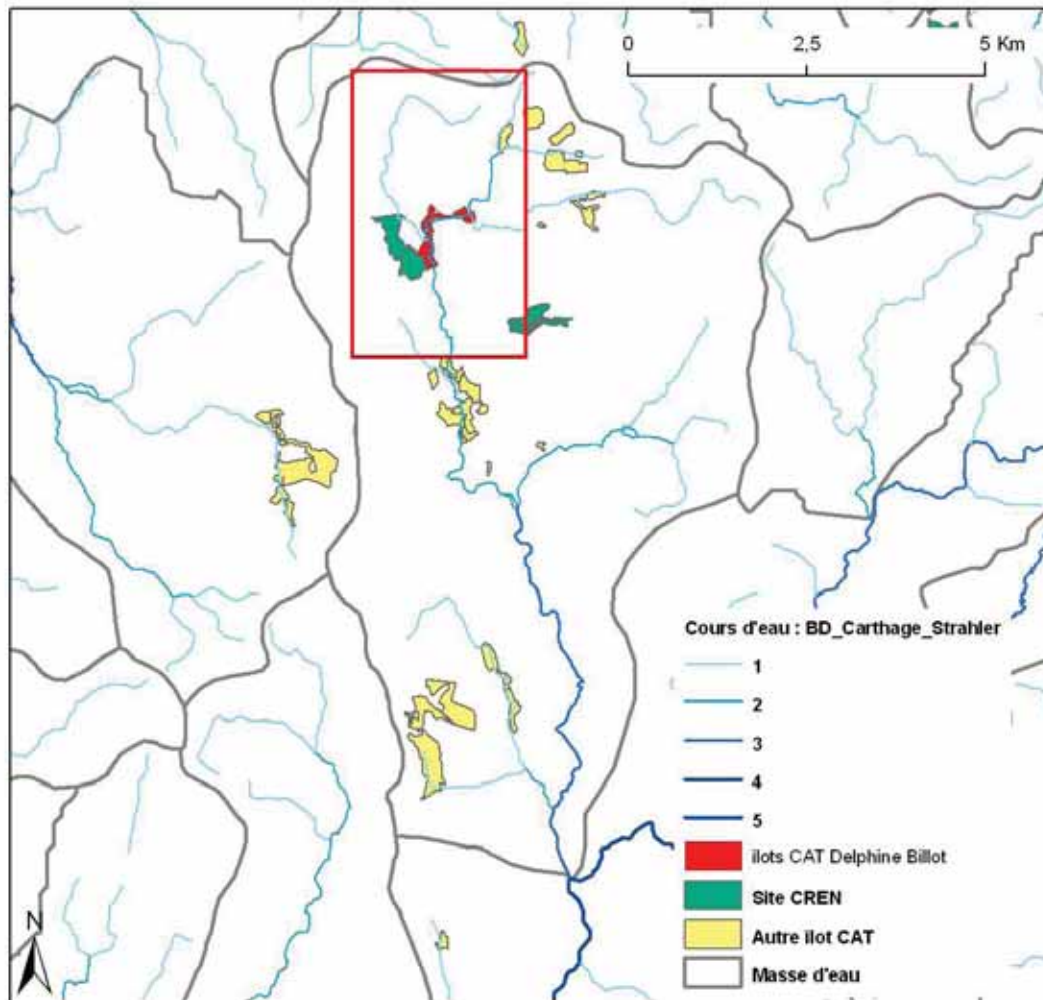 0 2,5 5 Km
Cours d'eau : BD_Carthage_Strahler
1
2
3
4
5
ilots CAT Delphine Billot
Site CREN
Autre ilot CAT
Masse d'eau
N